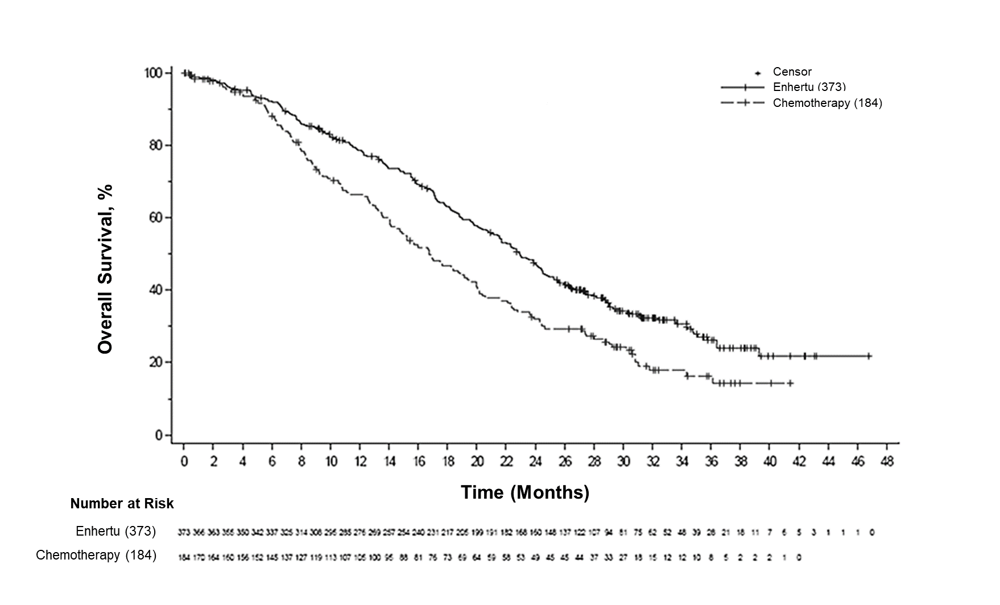 Censor
Enhertu (373)
Chemotherapy (184)
100
80
60
40
20
0
Overall Survival, %
0 2 4 6 8 10 12 14 16 18 20 22 24 26 28 30 32 34 36 38 40 42 44 46 48
Time (Months)
Number at Risk
Enhertu (373) 373 366 363 355 350 342 337 325 314 308 295 285 276 269 257 254 240 231 217 205 199 191 182 168 160 148 137 122 107 94 81 75 62 52 48 39 28 21 18 11 7 6 5 3 1 1 1 0
Chemotherapy (184) 184 170 164 160 156 152 145 137 127 119 113 107 105 100 95 88 81 76 73 69 64 59 58 53 49 45 45 44 37 33 27 18 15 12 12 10 8 5 2 2 2 1 0